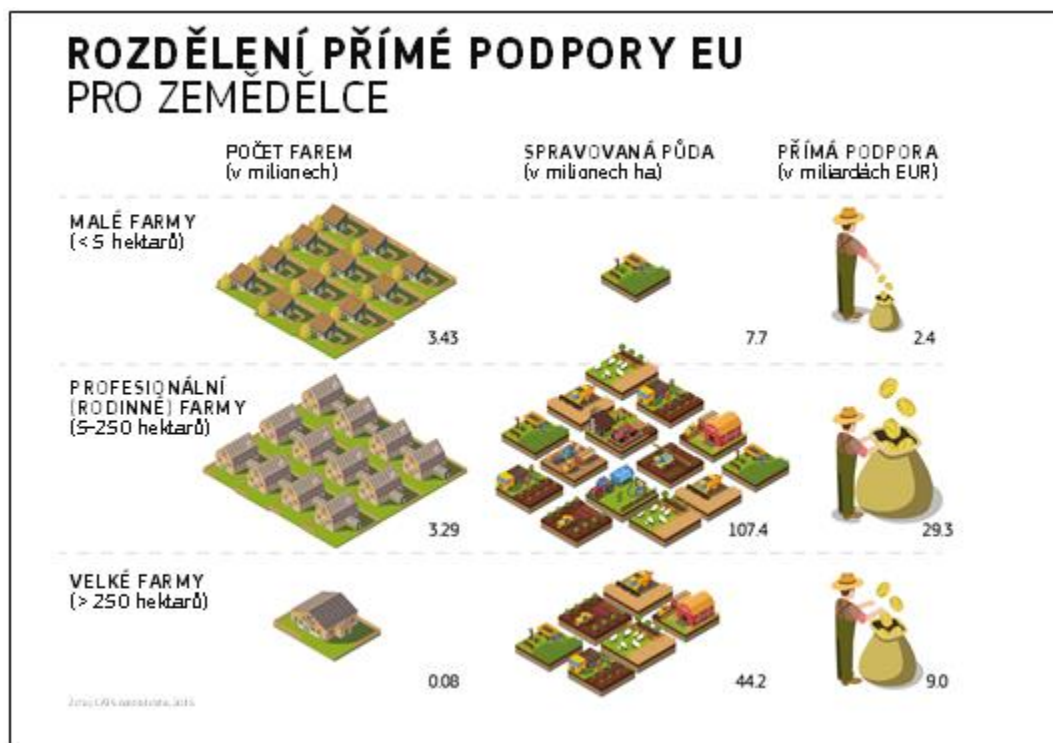 ROZDĚLENÍ PŘÍMÉ PODPORY EU
PRO ZEMĚDĚLCE
POČET FAREM
(v milionech)
SPRAVOVANÁ PŮDA
(v milionech ha)
PŘÍMÁ PODPORA
(v miliardách EUR)
MALÉ FARMY
(< 5 hektarů)
3.43
7.7
2.4
PROFESIONÁLNÍ
(RODINNÉ) FARMY
(5–250 hektarů)
3.29
107.4
29.3
VELKÉ FARMY
(> 250 hektarů)
0.08
44.2
9.0